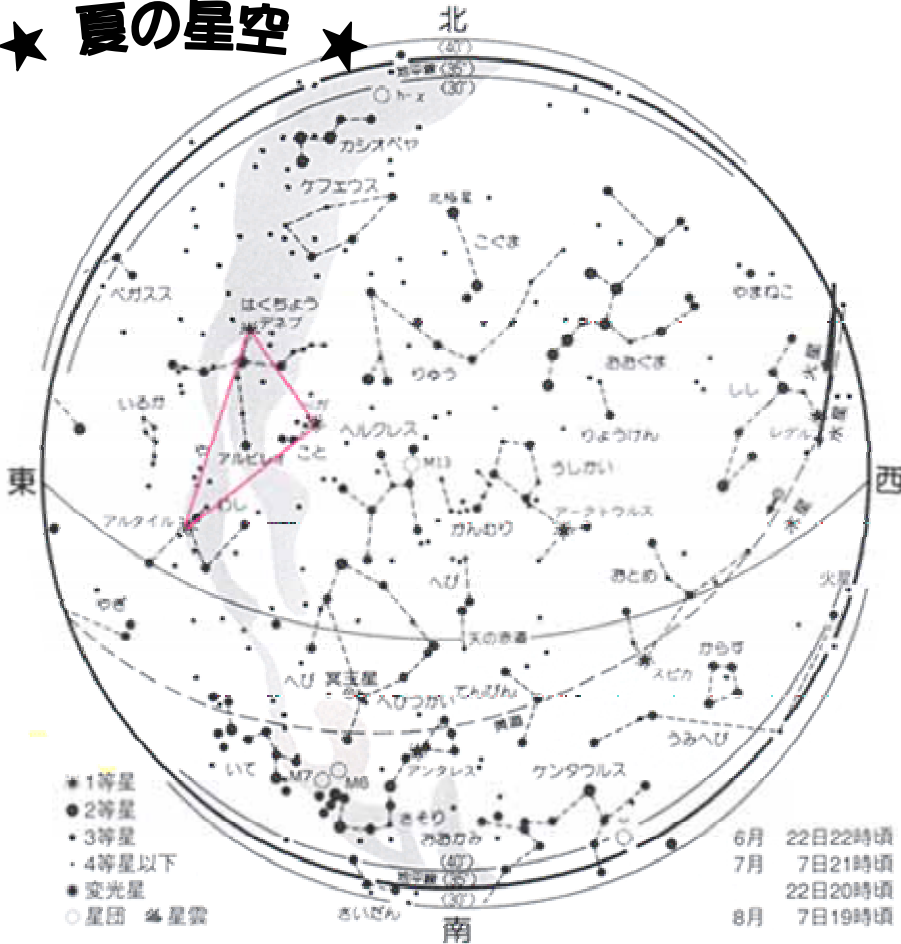 夏の星空
北
(40°)
地平線(35°)
(30°)
h-χ
カシオペヤ
ケフェウス
北極星
こぐま
ペガスス
はくちょう
デネブ
やまねこ
りゅう
おおぐま
火星
しし
いるか
ヘルクレス
りょうけん
レグル
水星
や
アルビレ
こと
M13
うしかい
東
西
わし
アルタイル
かんむり
アークトウルス
へび
おとめ
火星
やぎ
天の赤道
からす
スピカ
へび
冥王星
へびつかい
てんびん
黄道
うみへび
いて
M7
M6
アンタレス
ケンタウルス
さそり
おおかみ
1等星
2等星
3等星
4等星以下
変光星
星団 星雲
6月 22日22時頃
7月 7日21時頃
22日20時頃
8月 7日19時頃
(40°)
地平線(35°)
(30°)
さいだん
南